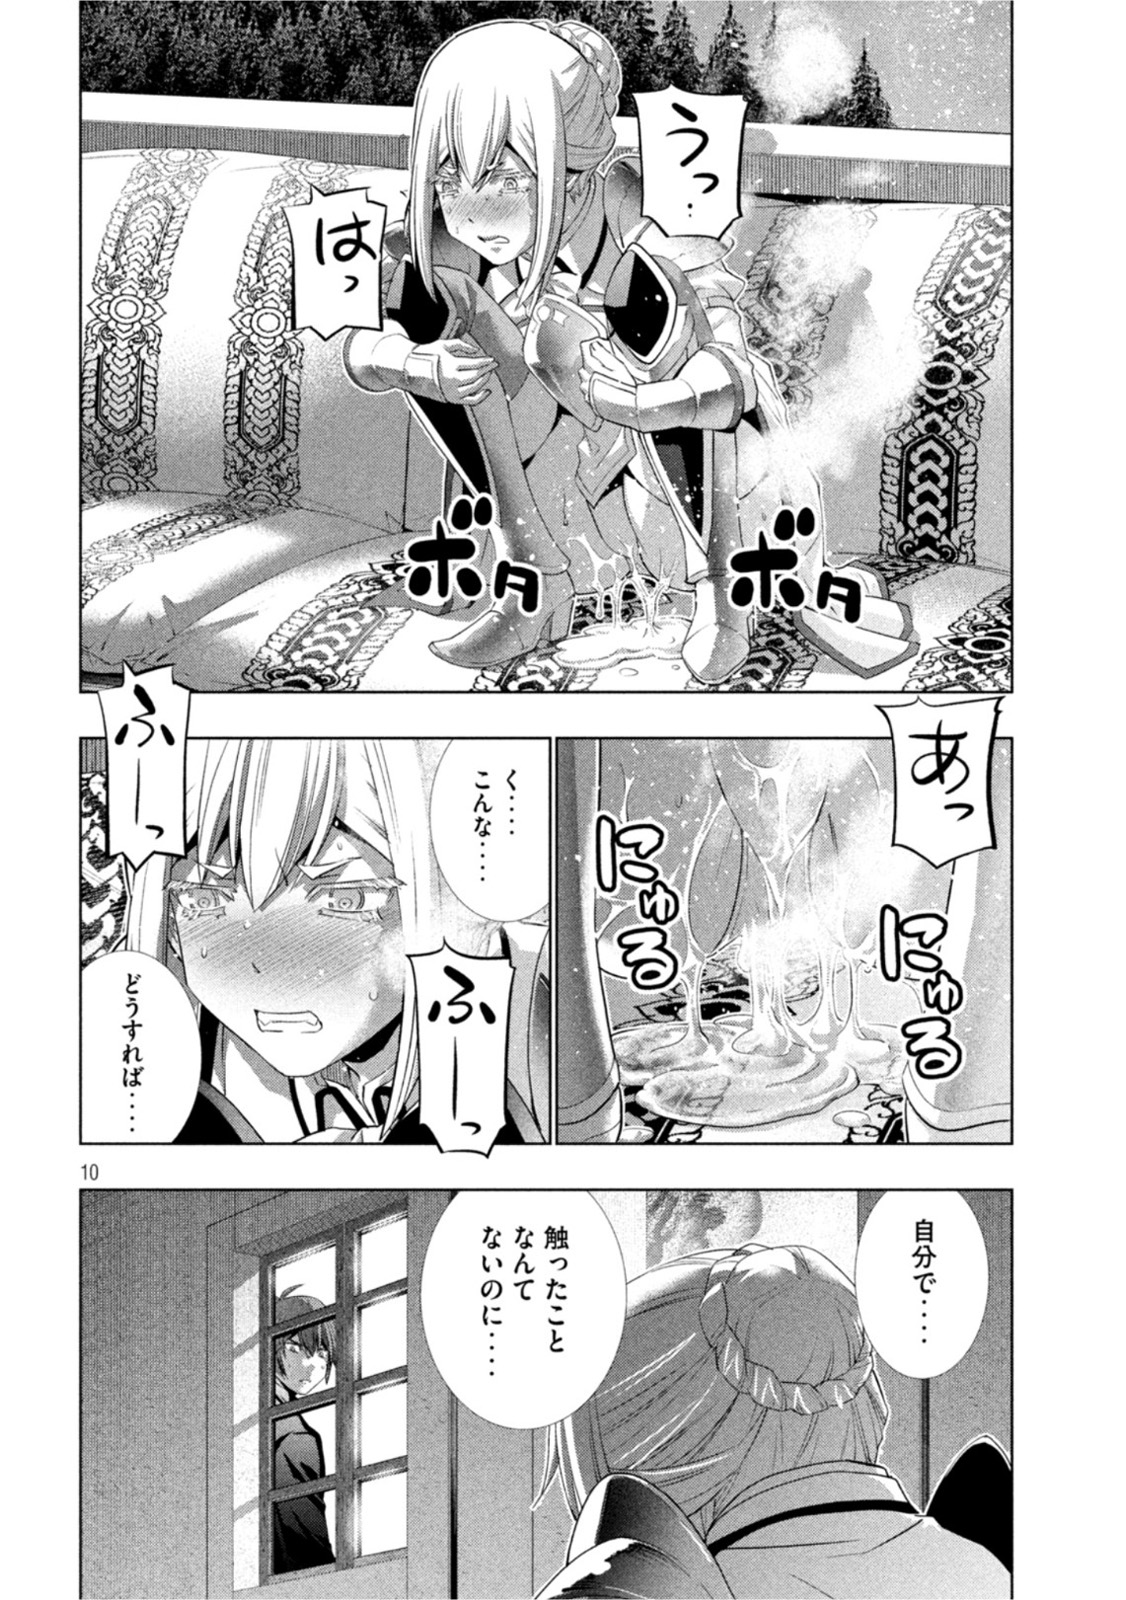 うっ・・
はっ
ボタ
ボタ
あっ
にゅる
にゅる
く・・・・
こんな・・・・
ふーっ
ふーっ
どうすれば・・・・
10
自分で・・・・
触ったこと
なんて
ないのに・・・・